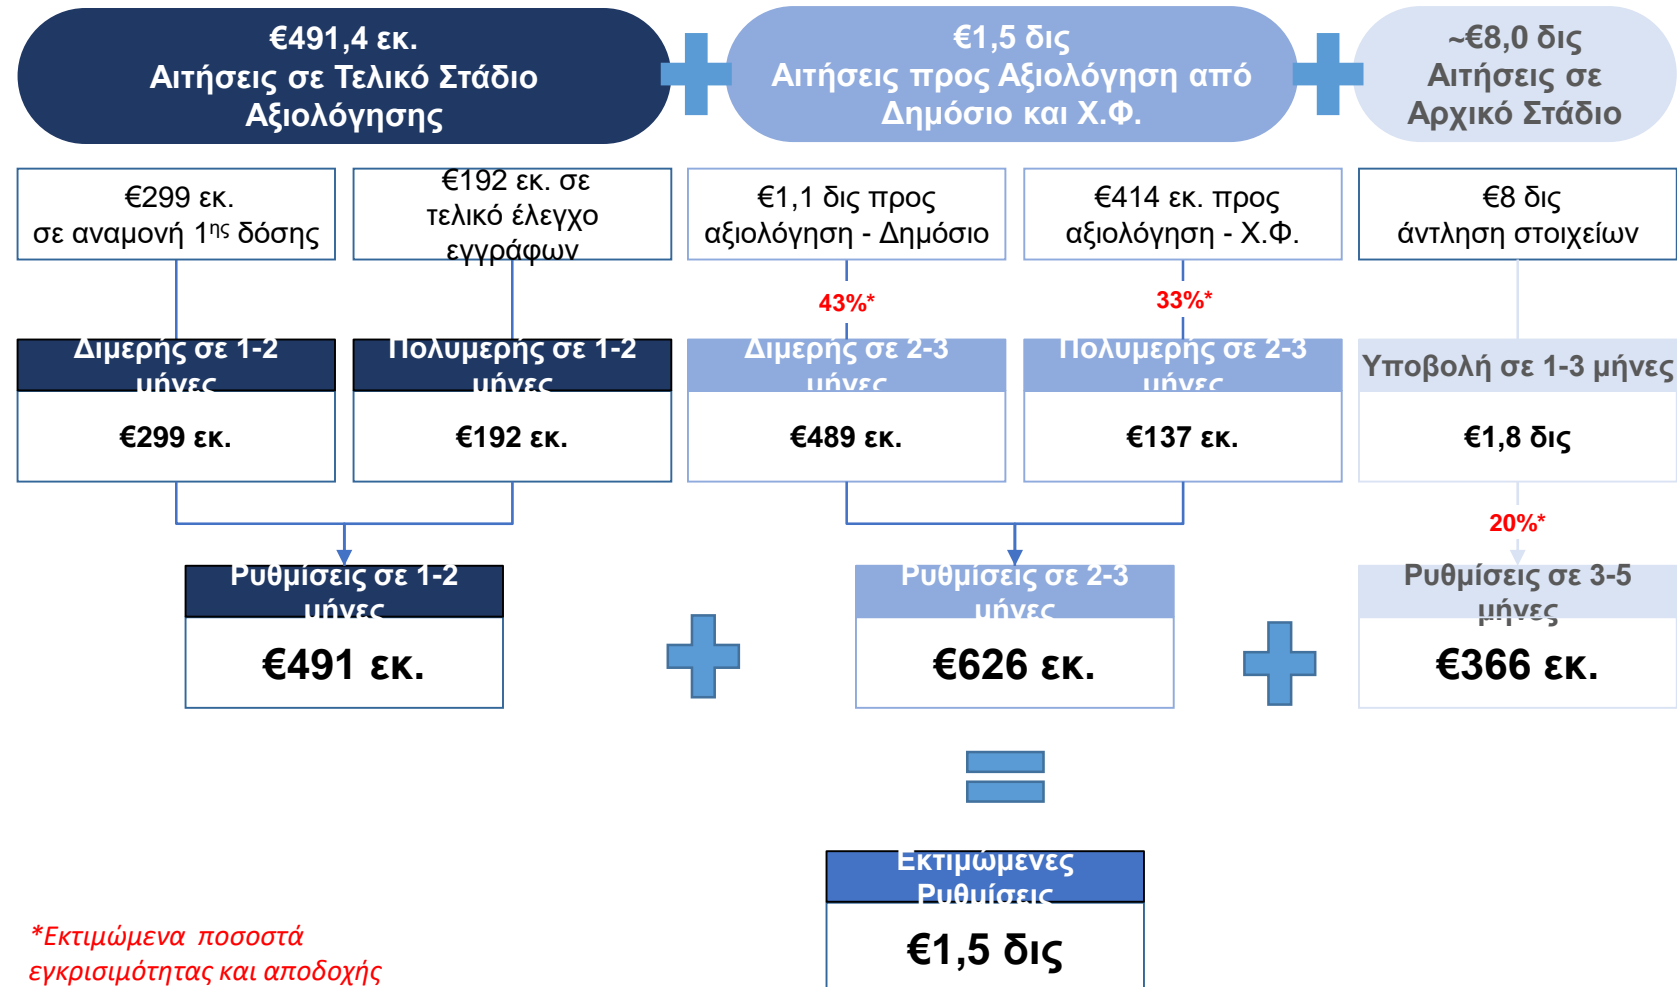 €491,4 εκ.
Αιτήσεις σε Τελικό Στάδιο
Αξιολόγησης
€1,5 δις
Αιτήσεις προς Αξιολόγηση από
Δημόσιο και Χ.Φ.
~€8,0 δις
Αιτήσεις σε
Αρχικό Στάδιο
€299 εκ.
σε αναμονή 1ης δόσης
€192 εκ. σε
τελικό έλεγχο
εγγράφων
€1,1 δις προς
αξιολόγηση - Δημόσιο
€414 εκ. προς
αξιολόγηση - Χ.Φ.
€8 δις
άντληση στοιχείων
43%*
33%*
Διμερής σε 1-2
μήνες
€299 εκ.
Πολυμερής σε 1-2
μήνες
€192 εκ.
Διμερής σε 2-3
μήνες
€489 εκ.
Πολυμερής σε 2-3
μήνες
€137 εκ.
Υποβολή σε 1-3 μήνες
€1,8 δις
20%*
Ρυθμίσεις σε 1-2
μήνες
€491 εκ.
Ρυθμίσεις σε 2-3
μήνες
€626 εκ.
Ρυθμίσεις σε 3-5
μήνες
€366 εκ.
Εκτιμώμενες
Ρυθμίσεις
€1,5 δις
*Εκτιμώμενα ποσοστά
εγκρισιμότητας και αποδοχής